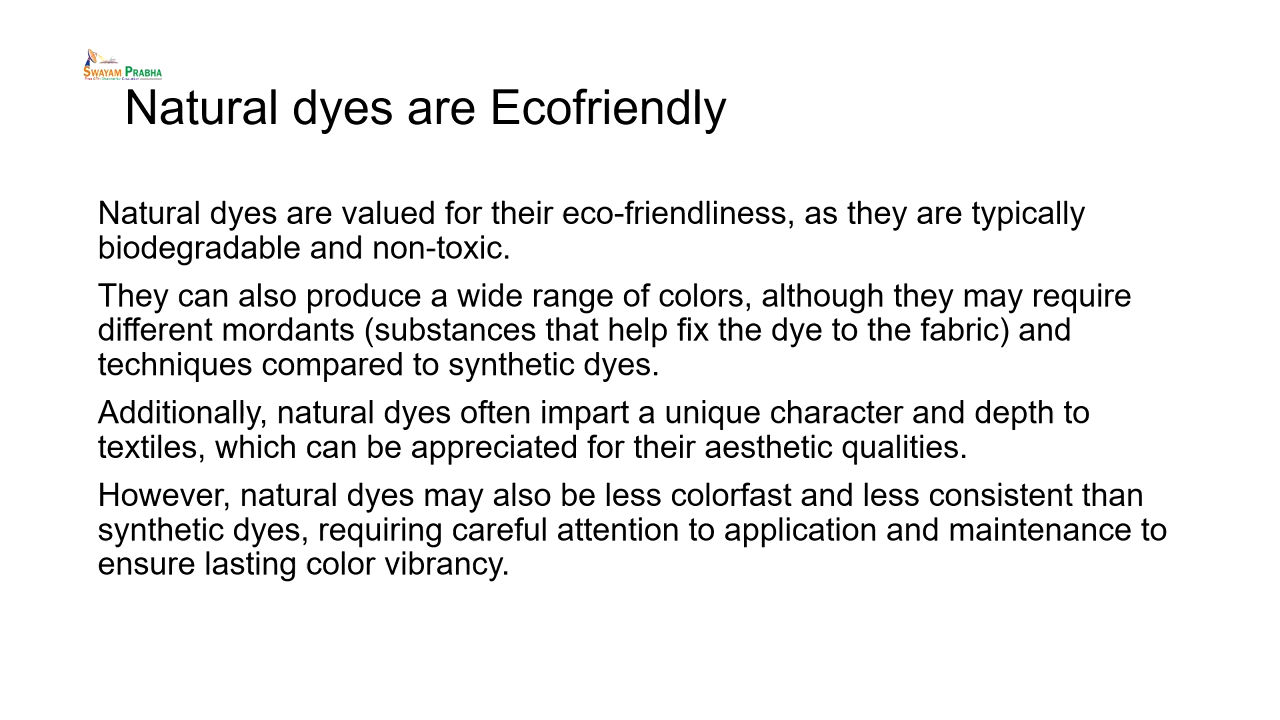 SWAYAM PRABHA
Natural dyes are Ecofriendly
Natural dyes are valued for their eco-friendliness, as they are typically
biodegradable and non-toxic.
They can also produce a wide range of colors, although they may require
different mordants (substances that help fix the dye to the fabric) and
techniques compared to synthetic dyes.
Additionally, natural dyes often impart a unique character and depth to
textiles, which can be appreciated for their aesthetic qualities.
However, natural dyes may also be less colorfast and less consistent than
synthetic dyes, requiring careful attention to application and maintenance to
ensure lasting color vibrancy.